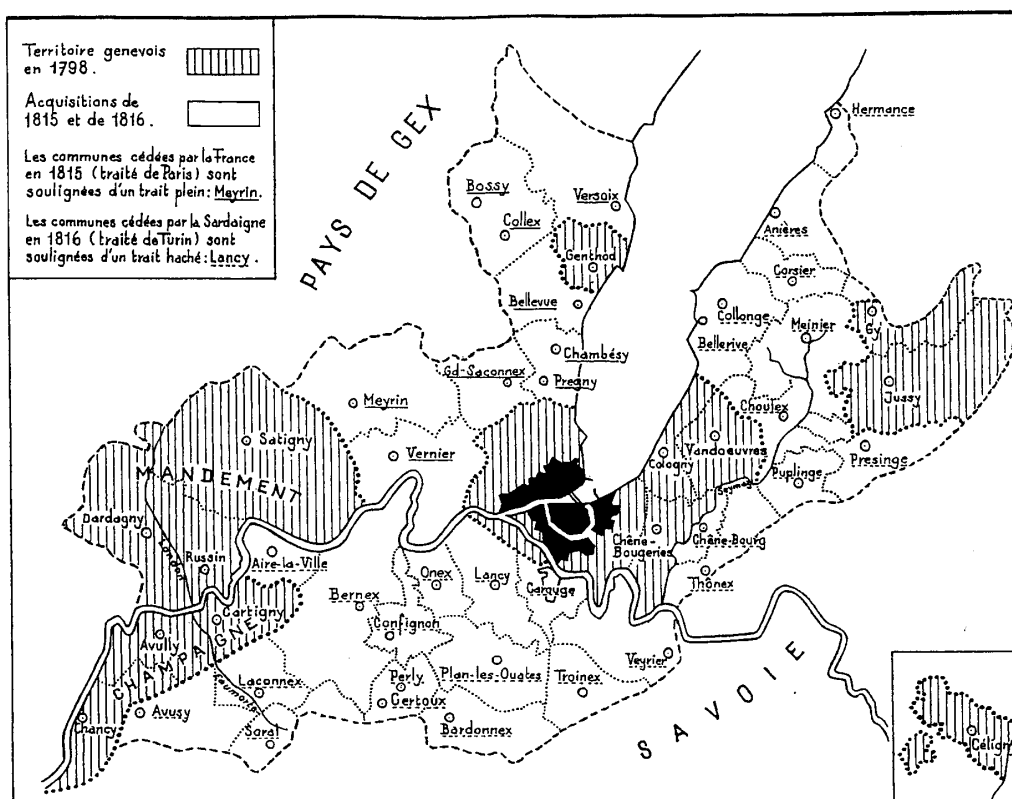 Territoire genevois
en 1798.
Acquisitions de
1815 et de 1816.
Les communes cédées par la France
en 1815 (traité de Paris) sont
soulignées d'un trait plein: Meyrin.
Les communes cédées par la Sardaigne
en 1816 (traité de Turin) sont
soulignées d'un trait haché: Lancy.
PAYS DE GEX
Hermance
Bossy
Versoix
Collex
Anières
Genthod
Corsier
Bellevue
Collonge
Bellerive
Meinier
Gy
Chambésy
Gd-Saconnex
Pregny
Jussy
Meyrin
Choulex
Satigny
Vernier
Cologny
Vandoeuvres
Presinge
Puplinge
MANDEMENT
Seymaz
Dardagny
London
Russin
Aire-la-Ville
Chêne-
Bougeries
Chêne-Bourg
Thônex
Onex
Lancy
Carouge
Bernex
Cartigny
Confignon
Avully
CHAMPAGNE
Veyrier
Laconnex
Perly
Certoux
Plan-les-Ouates
Troinex
Chancy
Avusy
Eaumorte
Soral
Bardonnex
SAVOIE
Célign